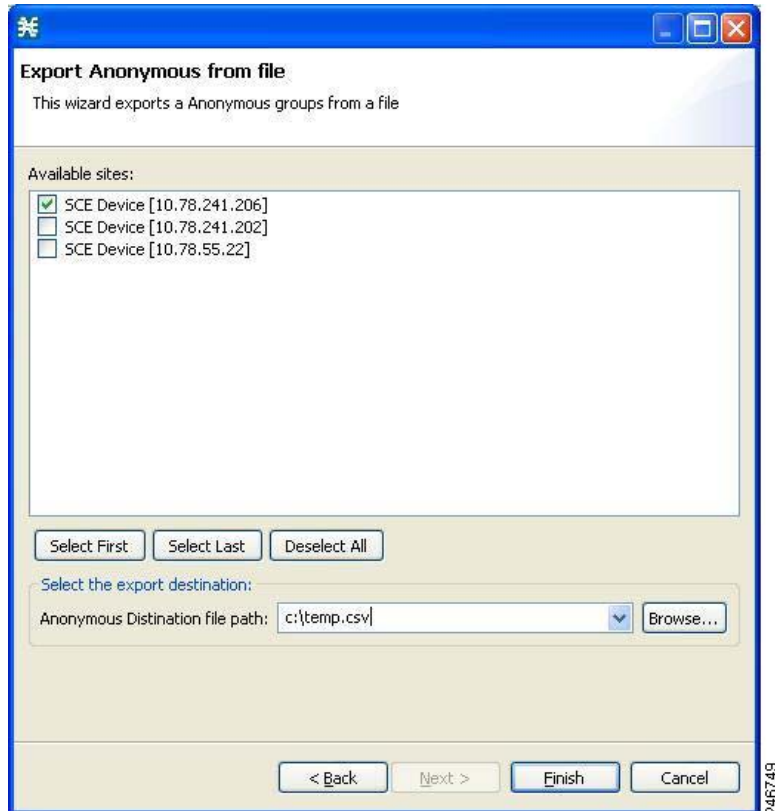 Export Anonymous from file
This wizard exports a Anonymous groups from a file
Available sites:
SCE Device [10.78.241.206]
SCE Device [10.78.241.202]
SCE Device [10.78.55.22]
Select First Select Last Deselect All
Select the export destination:
Anonymous Distination file path: c:\temp.csv Browse...
< Back Next > Finish Cancel